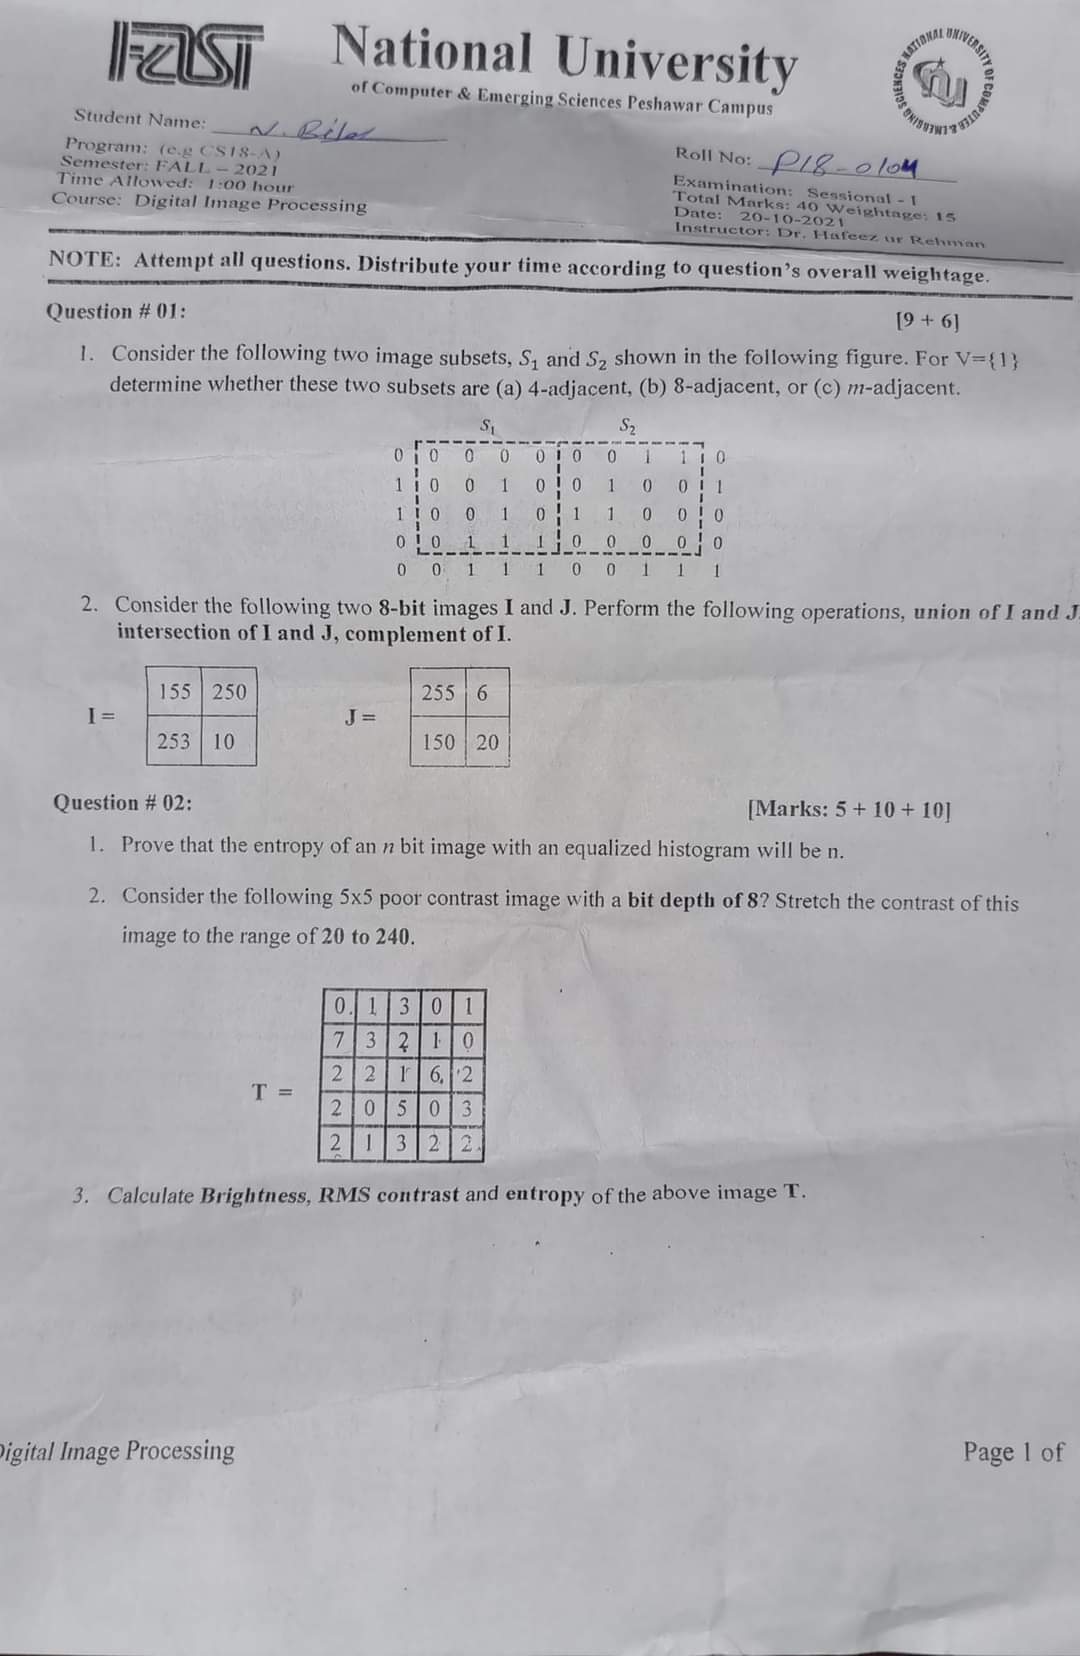 FAST
National University
of Computer & Emerging Sciences Peshawar Campus
NATIONAL UNIVERSITY OF COMPUTER & EMERGING SCIENCES
Student Name: N. Bilal
Program: (e.g CS18-A)
Semester: FALL – 2021
Time Allowed: 1:00 hour
Course: Digital Image Processing
Roll No: P18-0104
Examination: Sessional - I
Total Marks: 40 Weightage: 15
Date: 20-10-2021
Instructor: Dr. Hafeez ur Rehman
NOTE: Attempt all questions. Distribute your time according to question's overall weightage.
Question # 01:
[9 + 6]
1. Consider the following two image subsets, S1 and S2 shown in the following figure. For V={1}
determine whether these two subsets are (a) 4-adjacent, (b) 8-adjacent, or (c) m-adjacent.
S1 S2
0 0 0 0 0 0 0 1 1 0
1 0 0 1 0 0 1 0 0 1
1 0 0 1 0 1 1 0 0 0
0 0 1 1 1 0 0 0 0 0
0 0 1 1 1 0 0 1 1 1
2. Consider the following two 8-bit images I and J. Perform the following operations, union of I and J
intersection of I and J, complement of I.
I =
155 250
253 10
J =
255 6
150 20
Question # 02:
[Marks: 5 + 10 + 10]
1. Prove that the entropy of an n bit image with an equalized histogram will be n.
2. Consider the following 5x5 poor contrast image with a bit depth of 8? Stretch the contrast of this
image to the range of 20 to 240.
T =
0 1 3 0 1
7 3 2 1 0
2 2 1 6 2
2 0 5 0 3
2 1 3 2 2
3. Calculate Brightness, RMS contrast and entropy of the above image T.
Digital Image Processing
Page 1 of